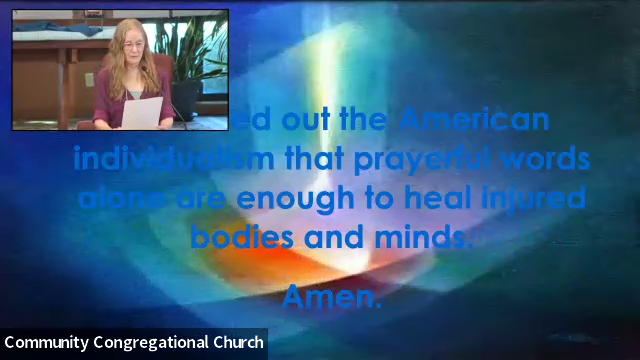 ed out the American
individualism that prayerful words
alone are enough to heal injured
bodies and minds.
Amen.
Community Congregational Church